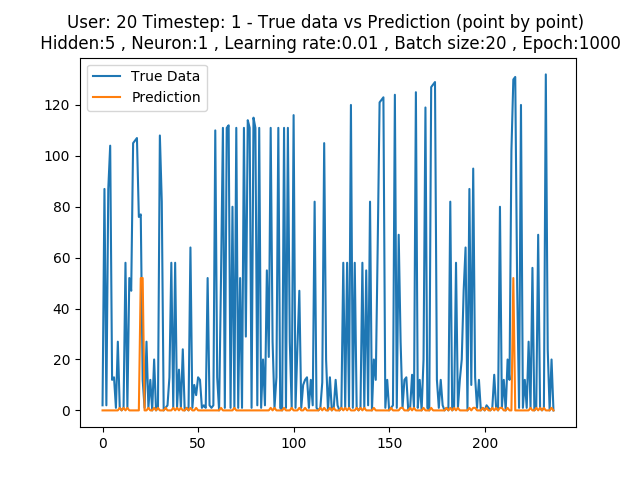 User: 20 Timestep: 1 - True data vs Prediction (point by point)
Hidden:5 , Neuron:1 , Learning rate:0.01 , Batch size:20 , Epoch:1000
True Data
Prediction
120
100
80
60
40
20
0
0 50 100 150 200